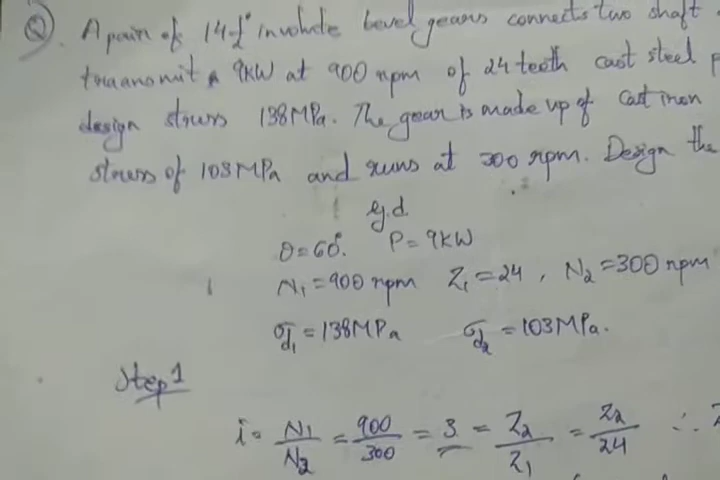 Q. A pair of 14½° involute bevel gears connects two shaft
transmit 9kW at 900 rpm of 24 teeth cast steel
design stress 138MPa. The gear is made up of cast iron
stress of 103MPa and runs at 300 rpm. Design the
g.d.
θ=60°. P=9KW
N₁=900 rpm Z₁=24, N₂=300 rpm
σd₁=138MPa σd₂=103MPa.
Step 1
i= N₁/N₂ = 900/300 = 3 = Z₂/Z₁ = Z₂/24 ∴